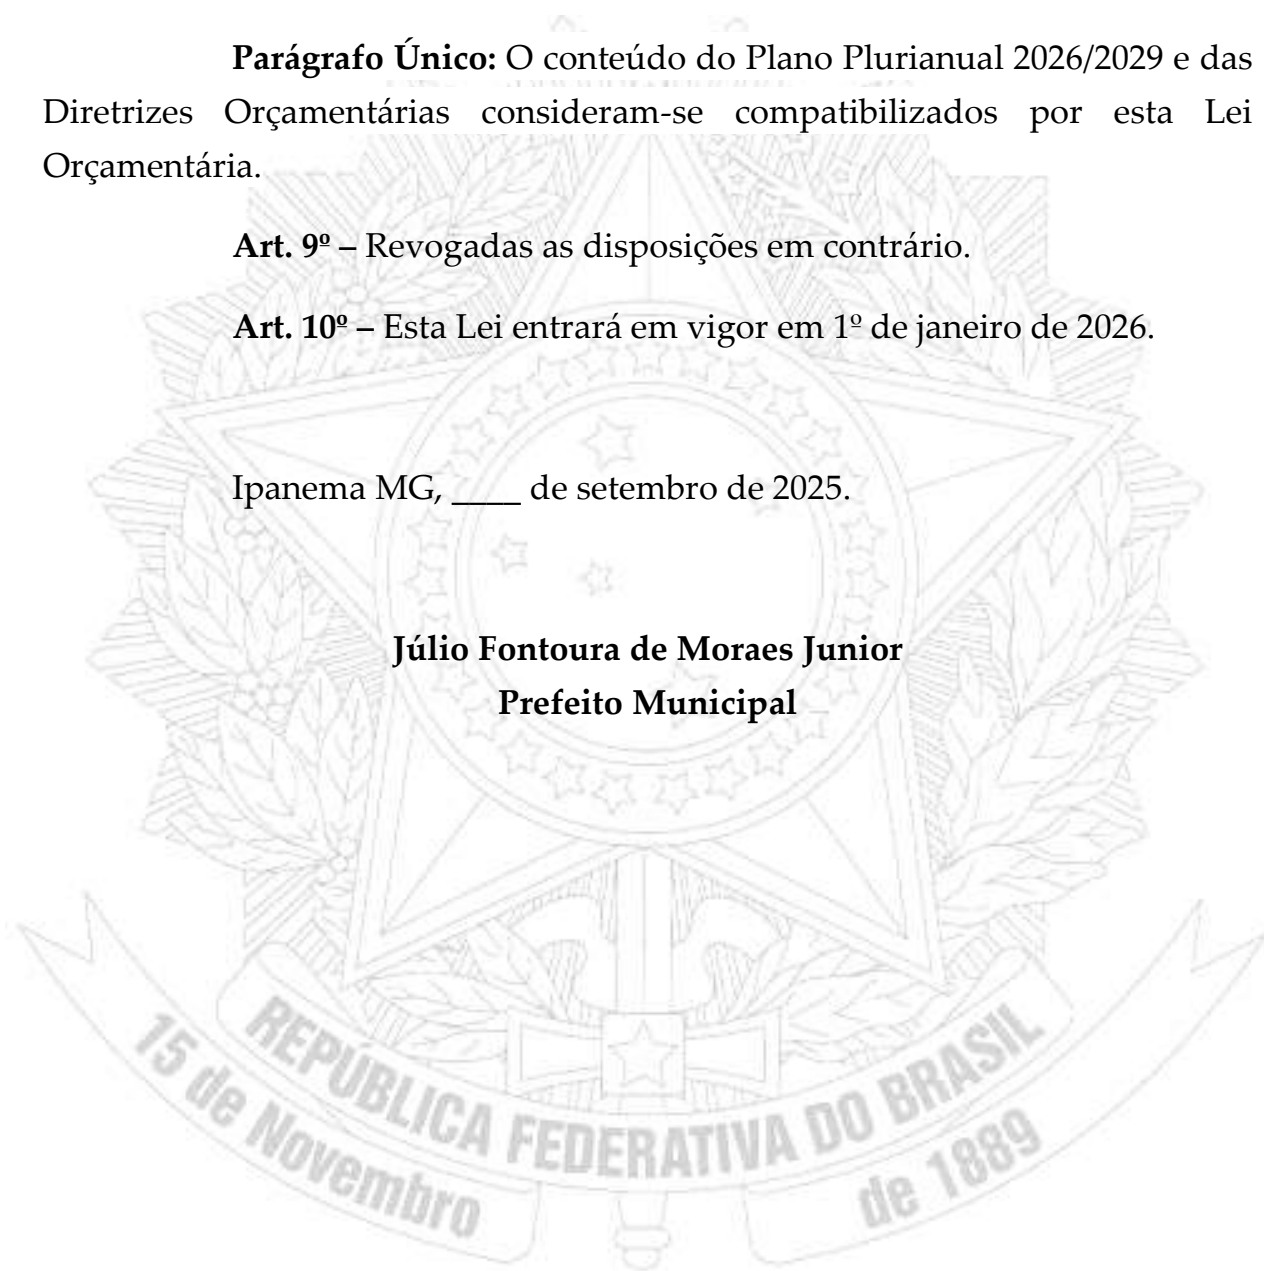 Parágrafo Único: O conteúdo do Plano Plurianual 2026/2029 e das
Diretrizes Orçamentárias consideram-se compatibilizados por esta Lei
Orçamentária.
Art. 9º – Revogadas as disposições em contrário.
Art. 10º – Esta Lei entrará em vigor em 1º de janeiro de 2026.
Ipanema MG, ____ de setembro de 2025.
Júlio Fontoura de Moraes Junior
Prefeito Municipal
REPUBLICA FEDERATIVA DO BRASIL
15 de Novembro de 1889